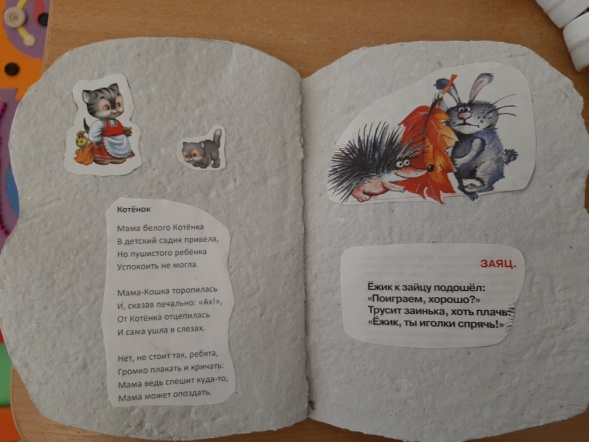 Котёнок
Мама белого Котёнка
В детский садик привела,
Но пушистого ребёнка
Успокоить не могла.
Мама-Кошка торопилась
И, сказав печально: «Ах!»,
От Котёнка отцепилась
И сама ушла в слезах.
Нет, не стоит так, ребята,
Громко плакать и кричать:
Мама ведь спешит куда-то,
Мама может опоздать.
ЗАЯЦ.
Ёжик к зайцу подошёл:
«Поиграем, хорошо?»
Трусит заинька, хоть плачь:
«Ёжик, ты иголки спрячь!»